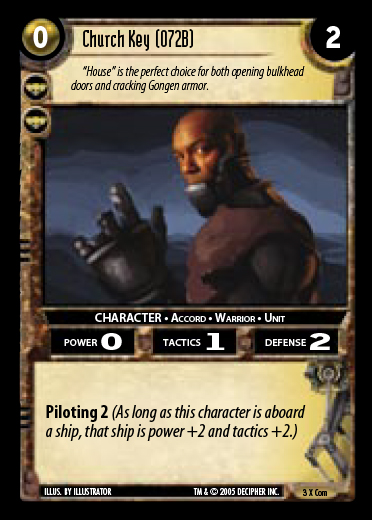 0 Church Key (072B) 2
"House" is the perfect choice for both opening bulkhead
doors and cracking Gongen armor.
CHARACTER • ACCORD • WARRIOR • UNIT
POWER 0 TACTICS 1 DEFENSE 2
Piloting 2 (As long as this character is aboard
a ship, that ship is power +2 and tactics +2.)
ILLUS. BY ILLUSTRATOR TM & © 2005 DECIPHER INC. 3 X Com